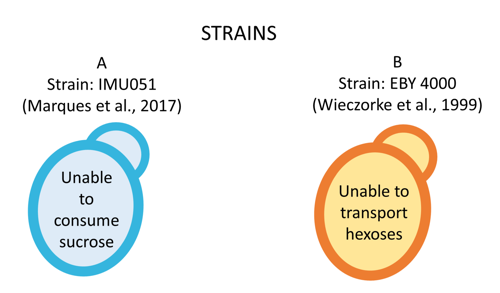 STRAINS
A
Strain: IMU051
(Marques et al., 2017)
B
Strain: EBY 4000
(Wieczorke et al., 1999)
Unable
to
consume
sucrose
Unable to
transport
hexoses